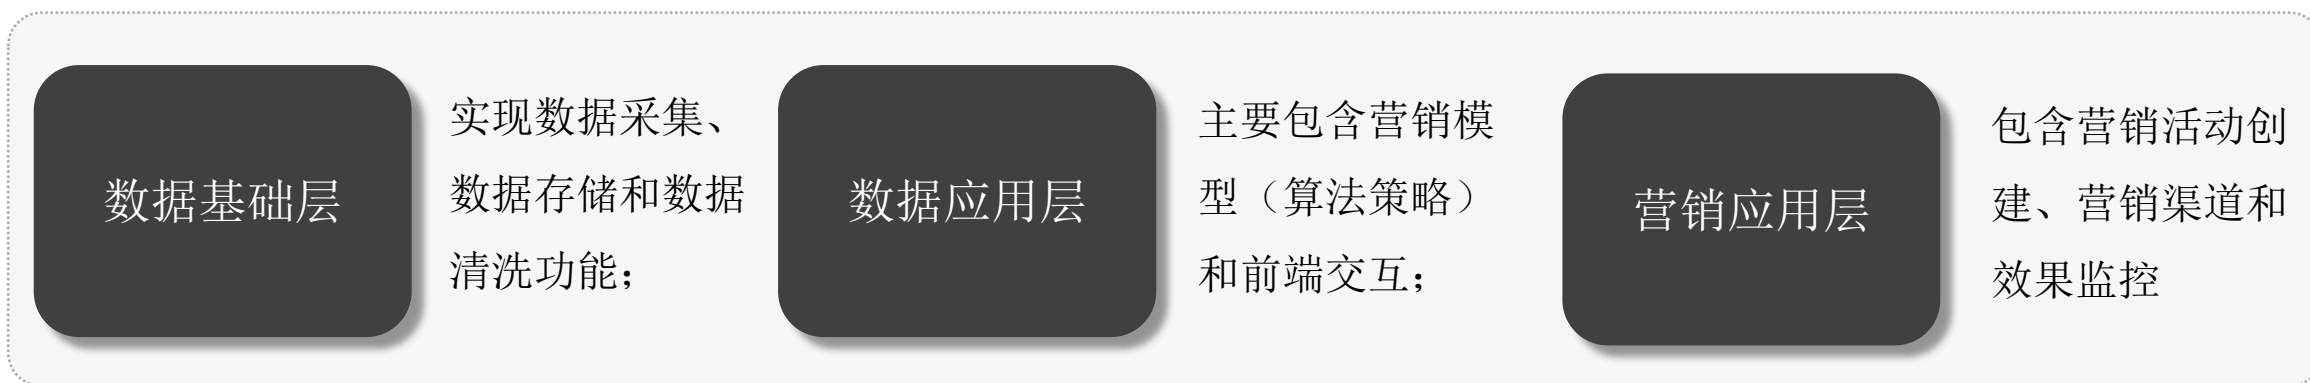 数据基础层
实现数据采集、
数据存储和数据
清洗功能；
数据应用层
主要包含营销模
型（算法策略）
和前端交互；
营销应用层
包含营销活动创
建、营销渠道和
效果监控